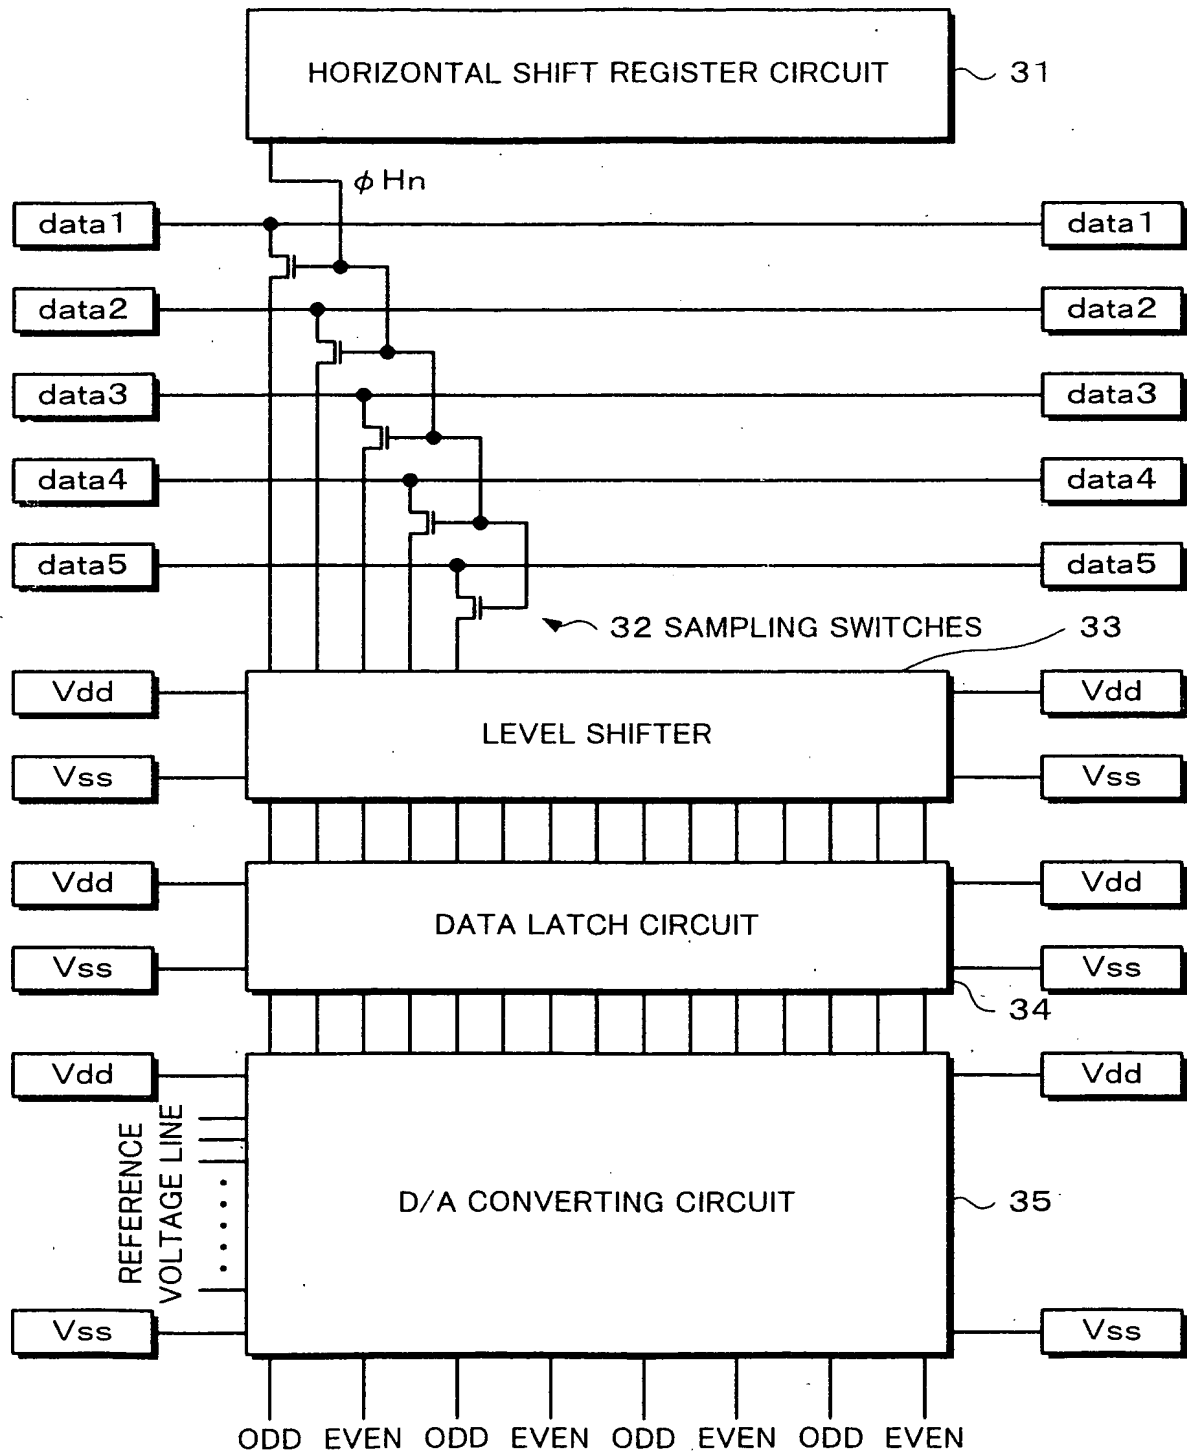 HORIZONTAL SHIFT REGISTER CIRCUIT
31
φHn
data1
data1
data2
data2
data3
data3
data4
data4
data5
data5
32 SAMPLING SWITCHES
33
Vdd
Vdd
LEVEL SHIFTER
Vss
Vss
Vdd
Vdd
DATA LATCH CIRCUIT
Vss
Vss
34
Vdd
Vdd
REFERENCE
VOLTAGE LINE
D/A CONVERTING CIRCUIT
35
Vss
Vss
ODD EVEN ODD EVEN ODD EVEN ODD EVEN